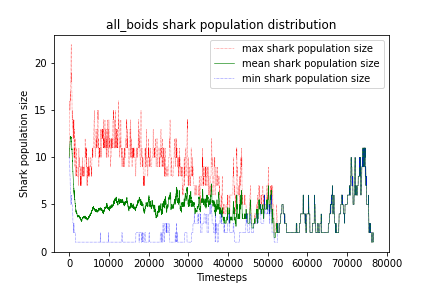 all_boids shark population distribution
max shark population size
mean shark population size
min shark population size
Shark population size
20
15
10
5
0
0 10000 20000 30000 40000 50000 60000 70000 80000
Timesteps